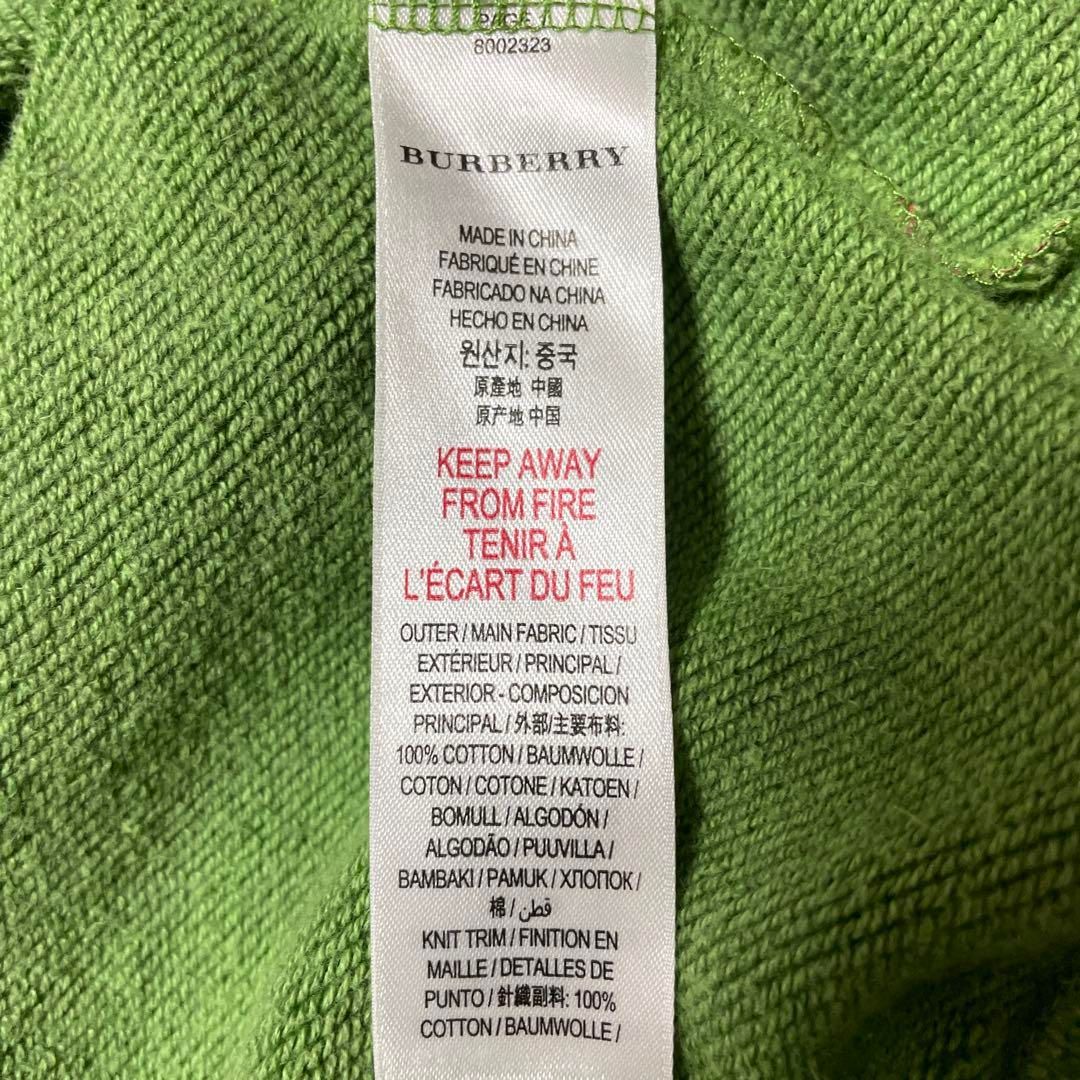 PAGE 1
8002323
BURBERRY
MADE IN CHINA
FABRIQUÉ EN CHINE
FABRICADO NA CHINA
HECHO EN CHINA
원산지: 중국
原產地 中國
原产地 中国
KEEP AWAY
FROM FIRE
TENIR À
L'ÉCART DU FEU
OUTER / MAIN FABRIC / TISSU
EXTÉRIEUR / PRINCIPAL /
EXTERIOR - COMPOSICION
PRINCIPAL / 外部/主要布料:
100% COTTON / BAUMWOLLE /
COTON / COTONE / KATOEN /
BOMULL / ALGODÓN /
ALGODÃO / PUUVILLA /
BAMBAKI / PAMUK / ХЛОПОК /
棉 / قطن
KNIT TRIM / FINITION EN
MAILLE / DETALLES DE
PUNTO / 針織副料: 100%
COTTON / BAUMWOLLE /